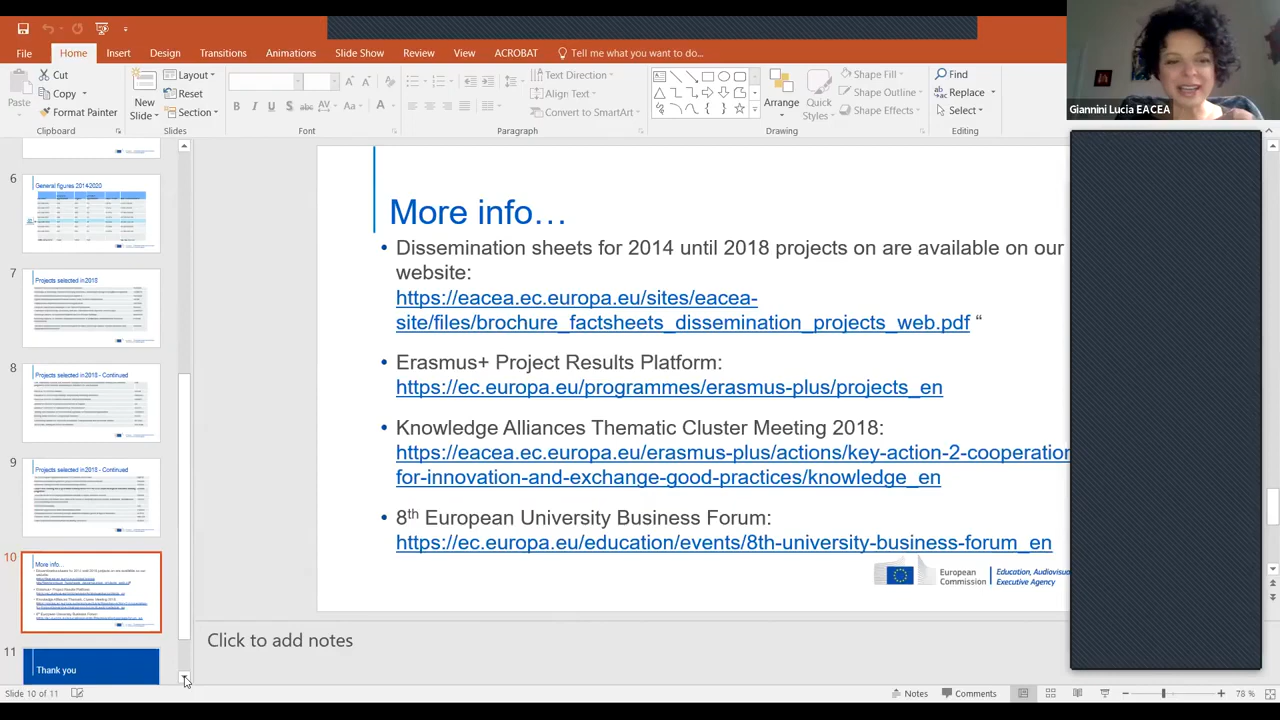 File
Home
Insert
Design
Transitions
Animations
Slide Show
Review
View
ACROBAT
Tell me what you want to do...
Paste
Cut
Copy
Format Painter
Clipboard
New
Slide
Layout
Reset
Section
Slides
B I U S abc AV Aa A
Font
Text Direction
Align Text
Convert to SmartArt
Paragraph
Arrange
Quick
Styles
Shape Fill
Shape Outline
Shape Effects
Drawing
Find
Replace
Select
Editing
Giannini Lucia EACEA
6
General figures 2014-2020
7
Projects selected in 2018
8
Projects selected in 2018 - Continued
9
Projects selected in 2018 - Continued
10
More info...
11
Thank you
More info…
• Dissemination sheets for 2014 until 2018 projects on are available on our
website:
https://eacea.ec.europa.eu/sites/eacea-
site/files/brochure_factsheets_dissemination_projects_web.pdf “
• Erasmus+ Project Results Platform:
https://ec.europa.eu/programmes/erasmus-plus/projects_en
• Knowledge Alliances Thematic Cluster Meeting 2018:
https://eacea.ec.europa.eu/erasmus-plus/actions/key-action-2-cooperation
for-innovation-and-exchange-good-practices/knowledge_en
• 8th European University Business Forum:
https://ec.europa.eu/education/events/8th-university-business-forum_en
European
Commission
Education, Audiovisua
Executive Agency
Click to add notes
Slide 10 of 11
Notes
Comments
78 %